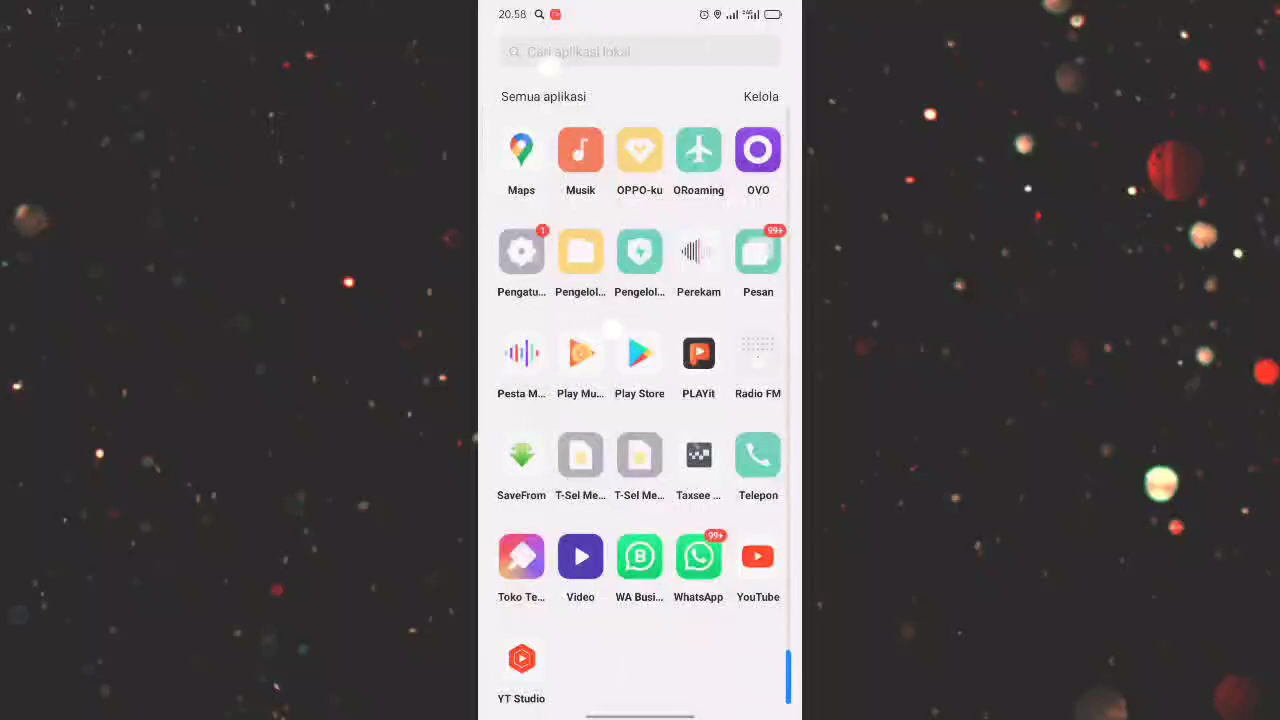 20.58
Cari aplikasi lokal
Semua aplikasi Kelola
Maps Musik OPPO-ku ORoaming OVO
1 99+
Pengatu... Pengelol... Pengelol... Perekam Pesan
Pesta M... Play Mu... Play Store PLAYit Radio FM
SaveFrom T-Sel Me... T-Sel Me... Taxsee ... Telepon
99+
Toko Te... Video WA Busi... WhatsApp YouTube
YT Studio